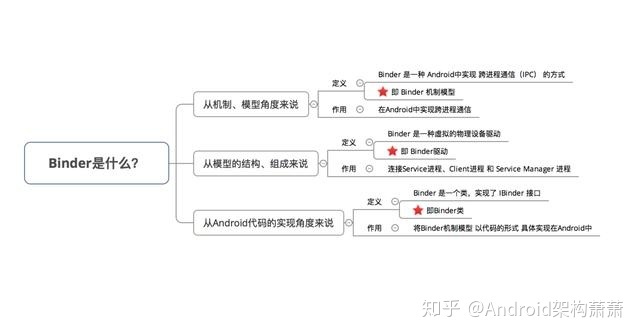 Binder是什么？
从机制、模型角度来说
定义
Binder 是一种 Android中实现 跨进程通信（IPC） 的方式
即 Binder 机制模型
作用
在Android中实现跨进程通信
从模型的结构、组成来说
定义
Binder 是一种虚拟的物理设备驱动
即 Binder驱动
作用
连接Service进程、Client进程 和 Service Manager 进程
从Android代码的实现角度来说
定义
Binder 是一个类，实现了 IBinder 接口
即Binder类
作用
将Binder机制模型 以代码的形式 具体实现在Android中
知乎 @Android架构萧萧